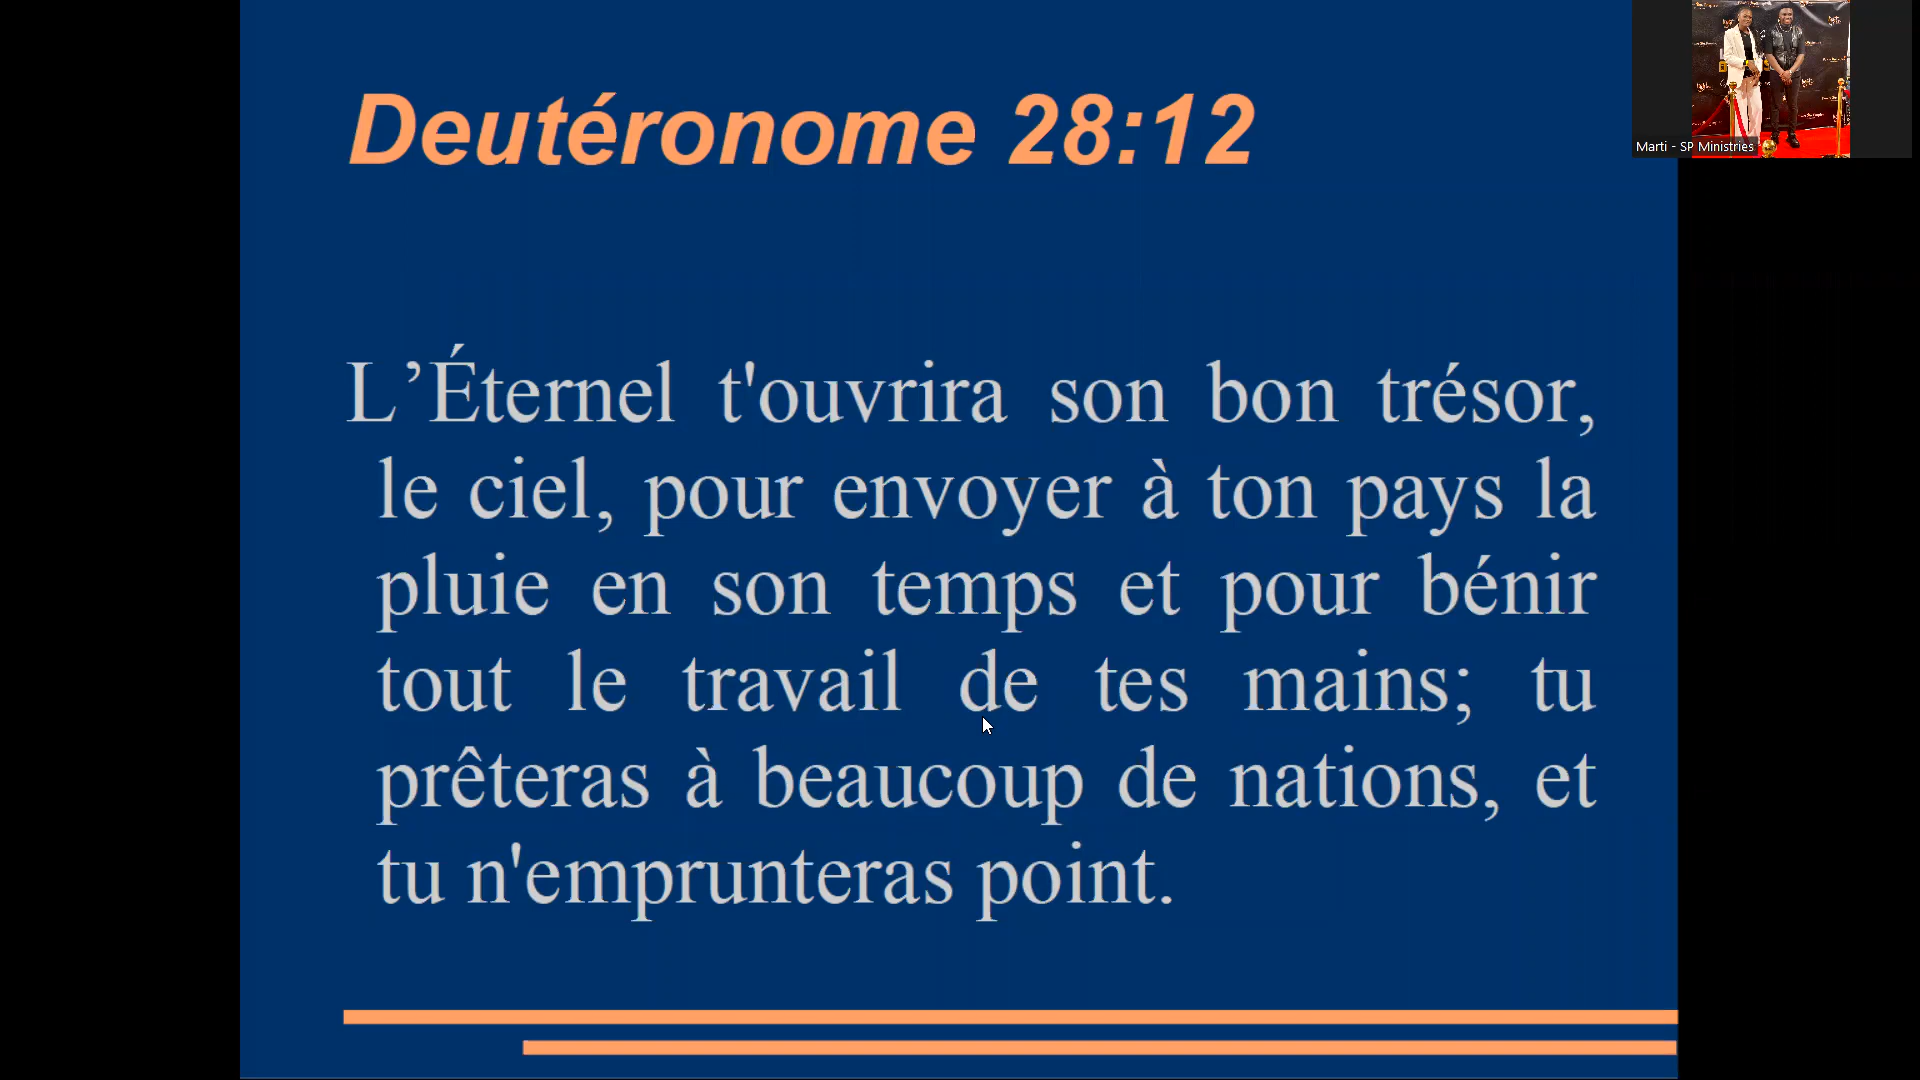 Deutéronome 28:12
L’Éternel t'ouvrira son bon trésor,
le ciel, pour envoyer à ton pays la
pluie en son temps et pour bénir
tout le travail de tes mains; tu
prêteras à beaucoup de nations, et
tu n'emprunteras point.
Marti - SP Ministries